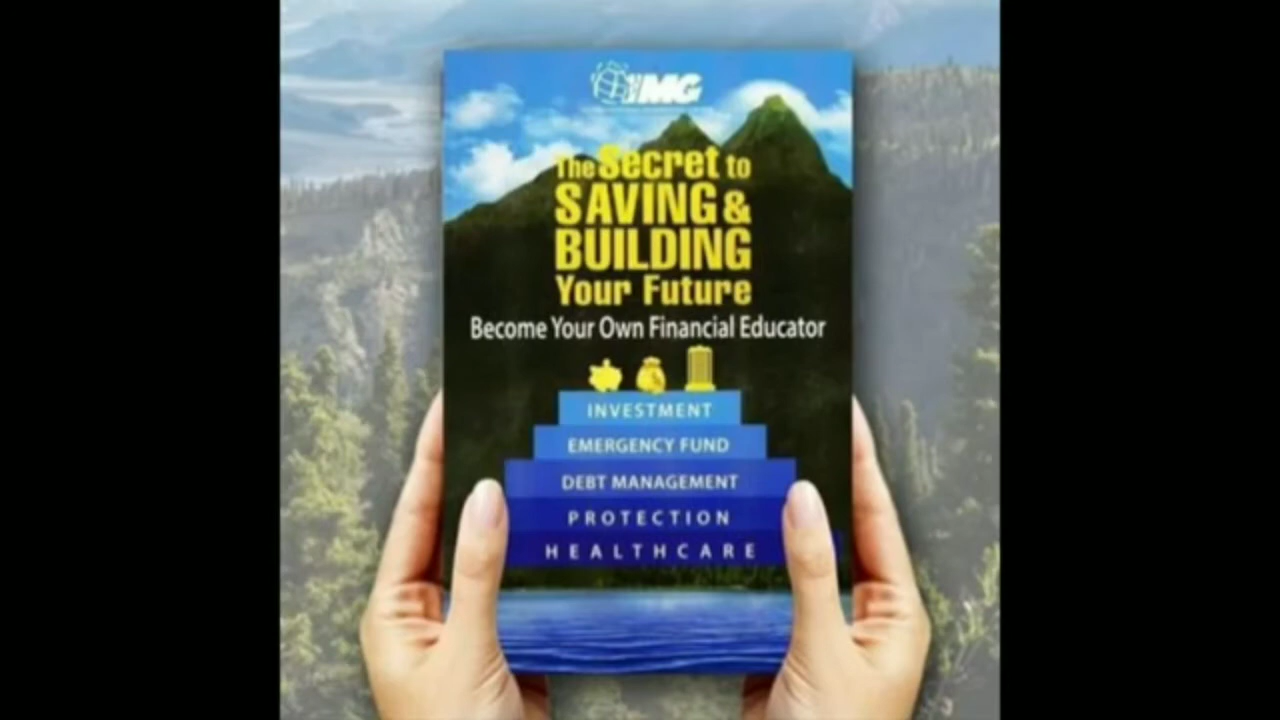 IMG
The Secret to
SAVING &
BUILDING
Your Future
Become Your Own Financial Educator
INVESTMENT
EMERGENCY FUND
DEBT MANAGEMENT
PROTECTION
HEALTHCARE